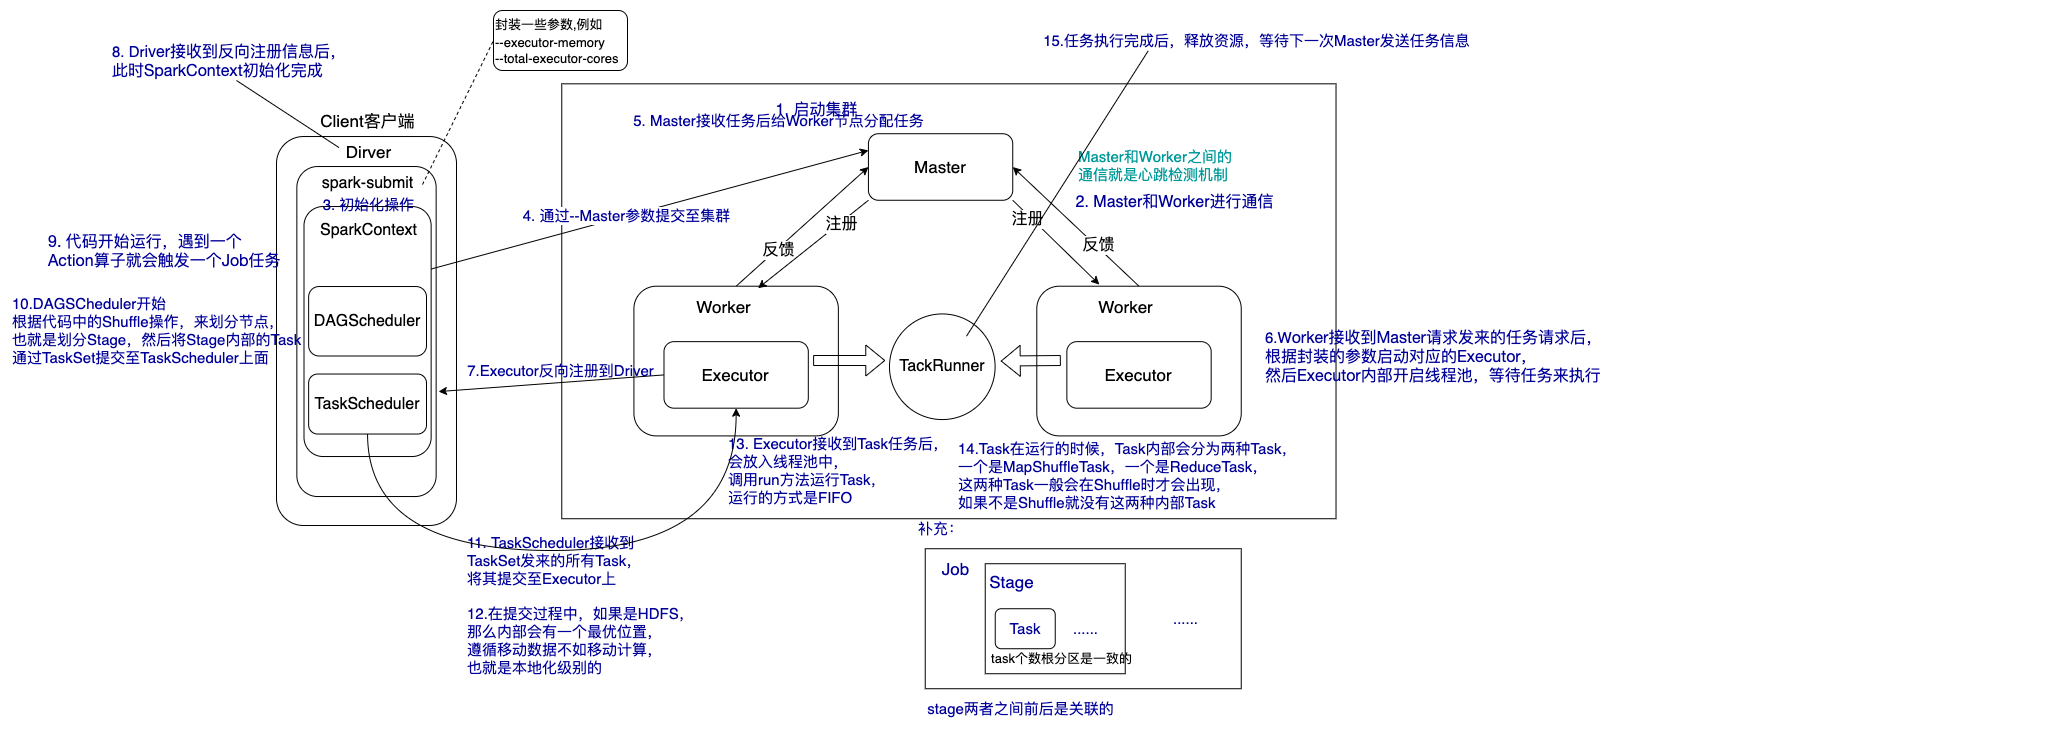 封装一些参数,例如
--executor-memory
--total-executor-cores
8. Driver接收到反向注册信息后，
此时SparkContext初始化完成
15.任务执行完成后，释放资源，等待下一次Master发送任务信息
Client客户端
Dirver
spark-submit
3. 初始化操作
SparkContext
DAGScheduler
TaskScheduler
9. 代码开始运行，遇到一个
Action算子就会触发一个Job任务
10.DAGSCheduler开始
根据代码中的Shuffle操作，来划分节点，
也就是划分Stage，然后将Stage内部的Task
通过TaskSet提交至TaskScheduler上面
1. 启动集群
5. Master接收任务后给Worker节点分配任务
Master
Master和Worker之间的
通信就是心跳检测机制
2. Master和Worker进行通信
4. 通过--Master参数提交至集群
注册
反馈
注册
反馈
Worker
Executor
TackRunner
Worker
Executor
6.Worker接收到Master请求发来的任务请求后，
根据封装的参数启动对应的Executor，
然后Executor内部开启线程池，等待任务来执行
7.Executor反向注册到Driver
13. Executor接收到Task任务后，
会放入线程池中，
调用run方法运行Task，
运行的方式是FIFO
14.Task在运行的时候，Task内部会分为两种Task，
一个是MapShuffleTask，一个是ReduceTask，
这两种Task一般会在Shuffle时才会出现，
如果不是Shuffle就没有这两种内部Task
11. TaskScheduler接收到
TaskSet发来的所有Task，
将其提交至Executor上
12.在提交过程中，如果是HDFS，
那么内部会有一个最优位置，
遵循移动数据不如移动计算，
也就是本地化级别的
补充：
Job
Stage
Task
......
......
task个数根分区是一致的
stage两者之间前后是关联的